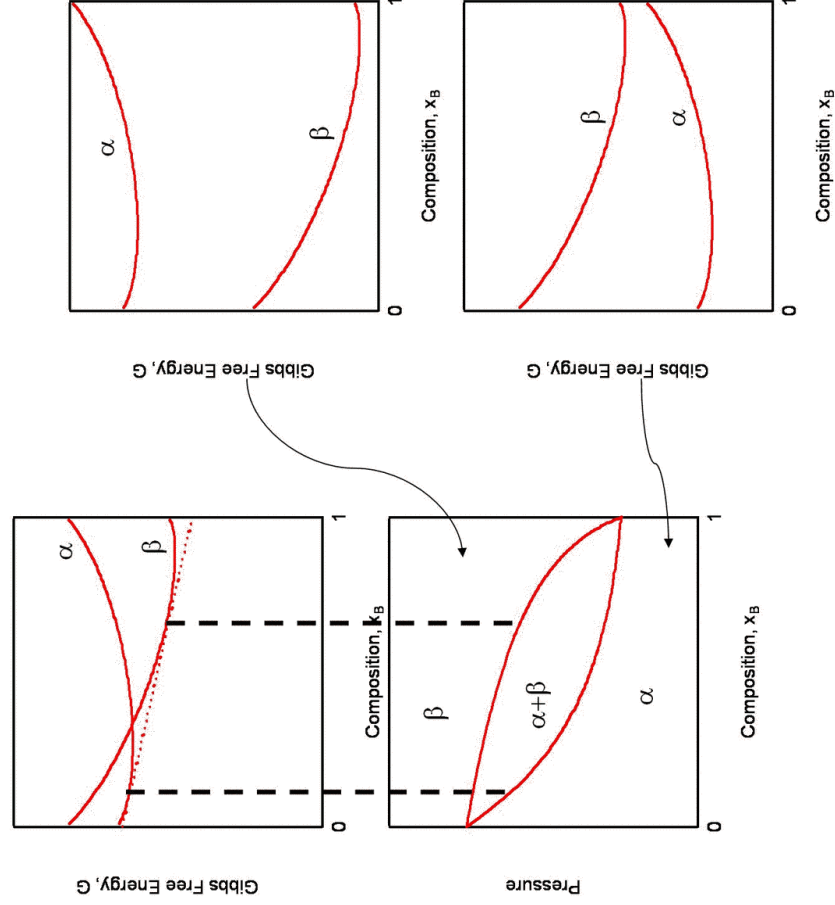 α
β
0
1
Composition, x_B
Gibbs Free Energy, G
α
β
0
1
Composition, x_B
Gibbs Free Energy, G
β
α+β
α
0
1
Composition, x_B
Pressure
β
α
0
1
Composition, x_B
Gibbs Free Energy, G